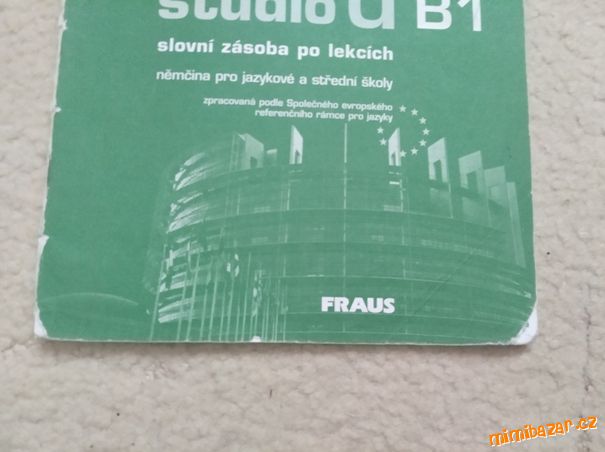 studio d B1
slovní zásoba po lekcích
němčina pro jazykové a střední školy
zpracovaná podle Společného evropského
referenčního rámce pro jazyky
FRAUS
mimibazar.cz